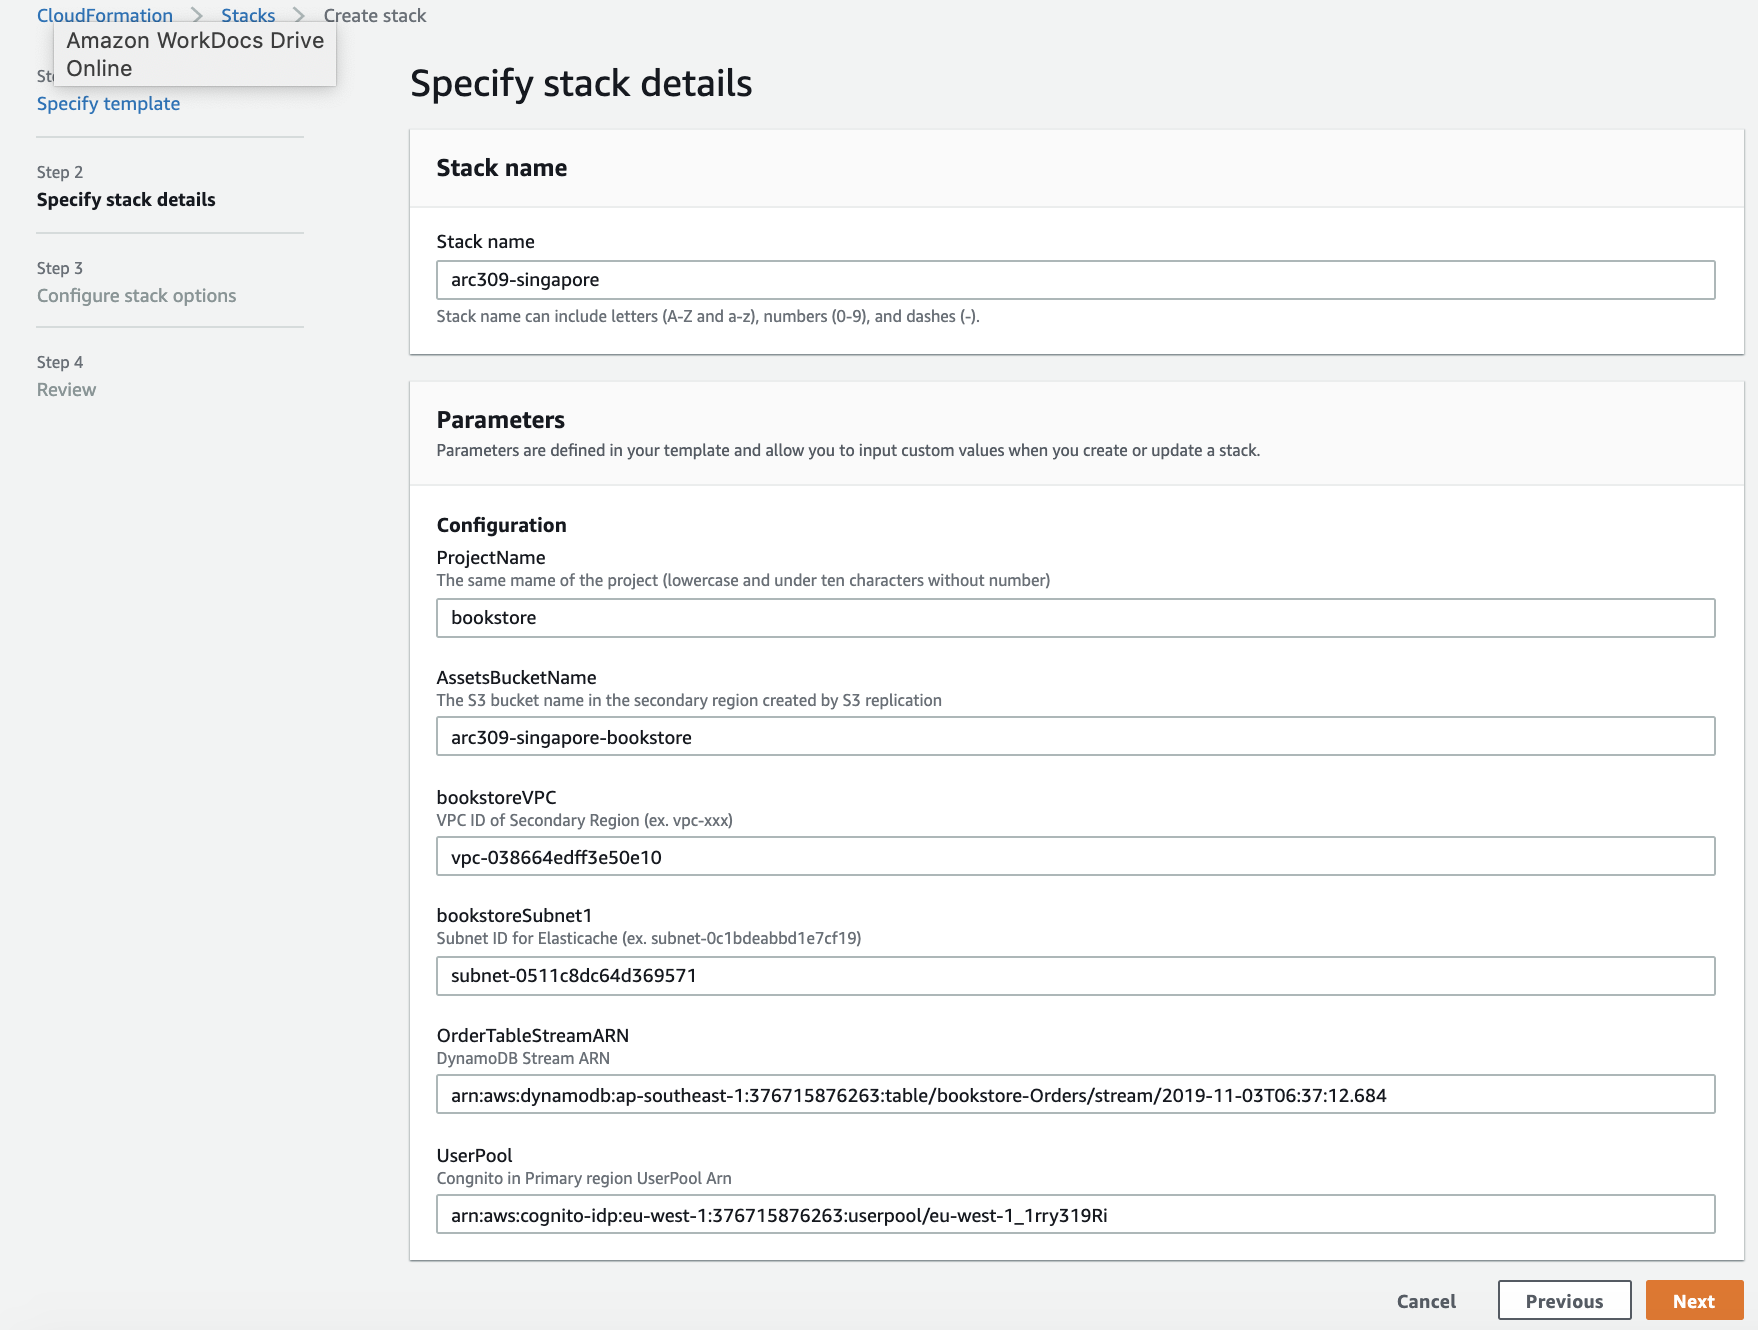 CloudFormation > Stacks > Create stack
Amazon WorkDocs Drive
Online
Specify template
Step 2
Specify stack details
Step 3
Configure stack options
Step 4
Review
Specify stack details
Stack name
Stack name
arc309-singapore
Stack name can include letters (A-Z and a-z), numbers (0-9), and dashes (-).
Parameters
Parameters are defined in your template and allow you to input custom values when you create or update a stack.
Configuration
ProjectName
The same mame of the project (lowercase and under ten characters without number)
bookstore
AssetsBucketName
The S3 bucket name in the secondary region created by S3 replication
arc309-singapore-bookstore
bookstoreVPC
VPC ID of Secondary Region (ex. vpc-xxx)
vpc-038664edff3e50e10
bookstoreSubnet1
Subnet ID for Elasticache (ex. subnet-0c1bdeabbd1e7cf19)
subnet-0511c8dc64d369571
OrderTableStreamARN
DynamoDB Stream ARN
arn:aws:dynamodb:ap-southeast-1:376715876263:table/bookstore-Orders/stream/2019-11-03T06:37:12.684
UserPool
Congnito in Primary region UserPool Arn
arn:aws:cognito-idp:eu-west-1:376715876263:userpool/eu-west-1_1rry319Ri
Cancel
Previous
Next